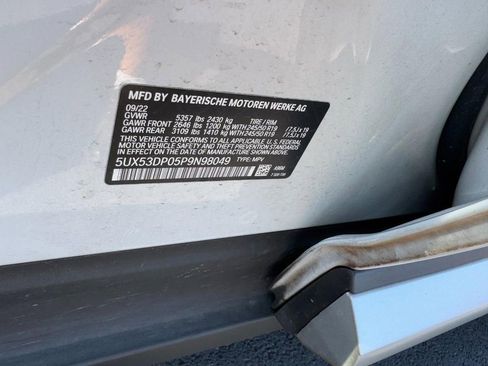 MFD BY BAYERISCHE MOTOREN WERKE AG
09/22
GVWR 5357 lbs 2430 kg TIRE / RIM
GAWR FRONT 2646 lbs 1200 kg WITH 245/50 R19 /7.5J x 19
GAWR REAR 3109 lbs 1410 kg WITH 245/50 R19 /7.5J x 19
THIS VEHICLE CONFORMS TO ALL APPLICABLE U.S. FEDERAL
MOTOR VEHICLE SAFETY, BUMPER, AND THEFT PREVENTION
STANDARDS IN EFFECT ON THE DATE OF MANUFACTURE
SHOWN ABOVE.
5UX53DP05P9N98049 TYPE: MPV